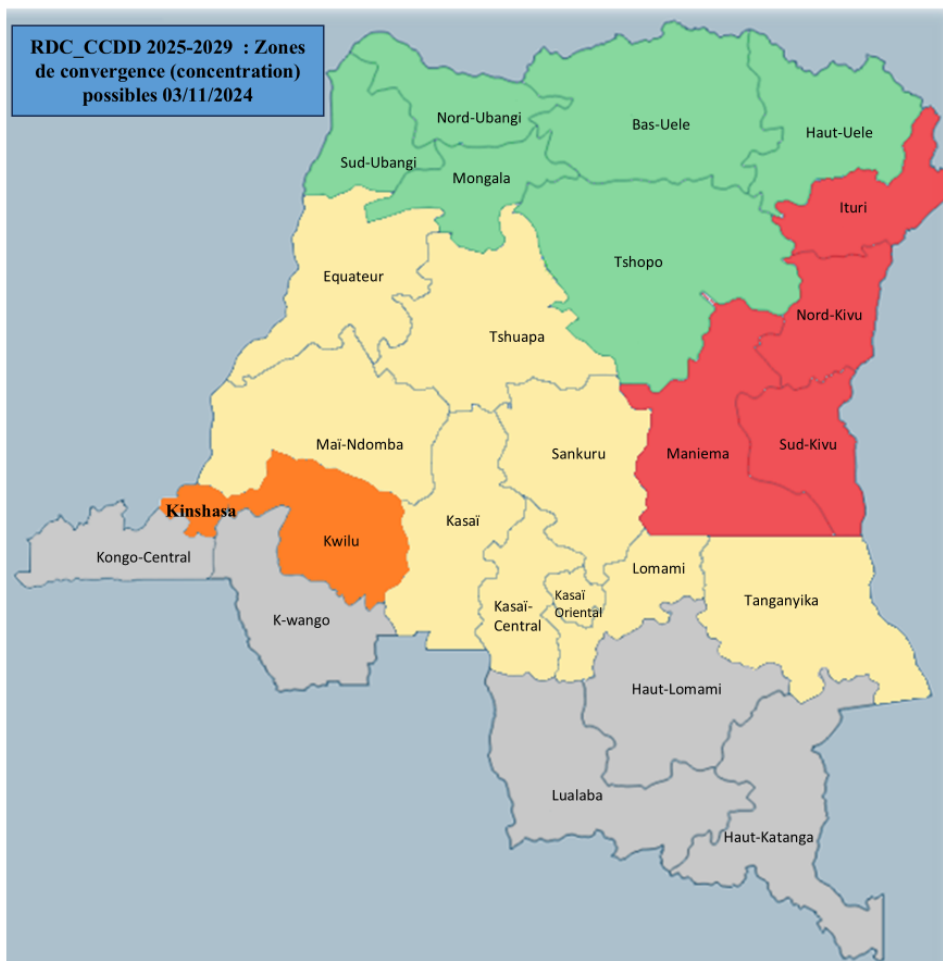 RDC_CCDD 2025-2029 : Zones
de convergence (concentration)
possibles 03/11/2024
Nord-Ubangi
Bas-Uele
Haut-Uele
Sud-Ubangi
Mongala
Ituri
Tshopo
Equateur
Nord-Kivu
Tshuapa
Maï-Ndomba
Sankuru
Maniema
Sud-Kivu
Kinshasa
Kasaï
Kwilu
Kongo-Central
Lomami
Kasaï
Oriental
Kasaï-
Central
Tanganyika
K-wango
Haut-Lomami
Lualaba
Haut-Katanga